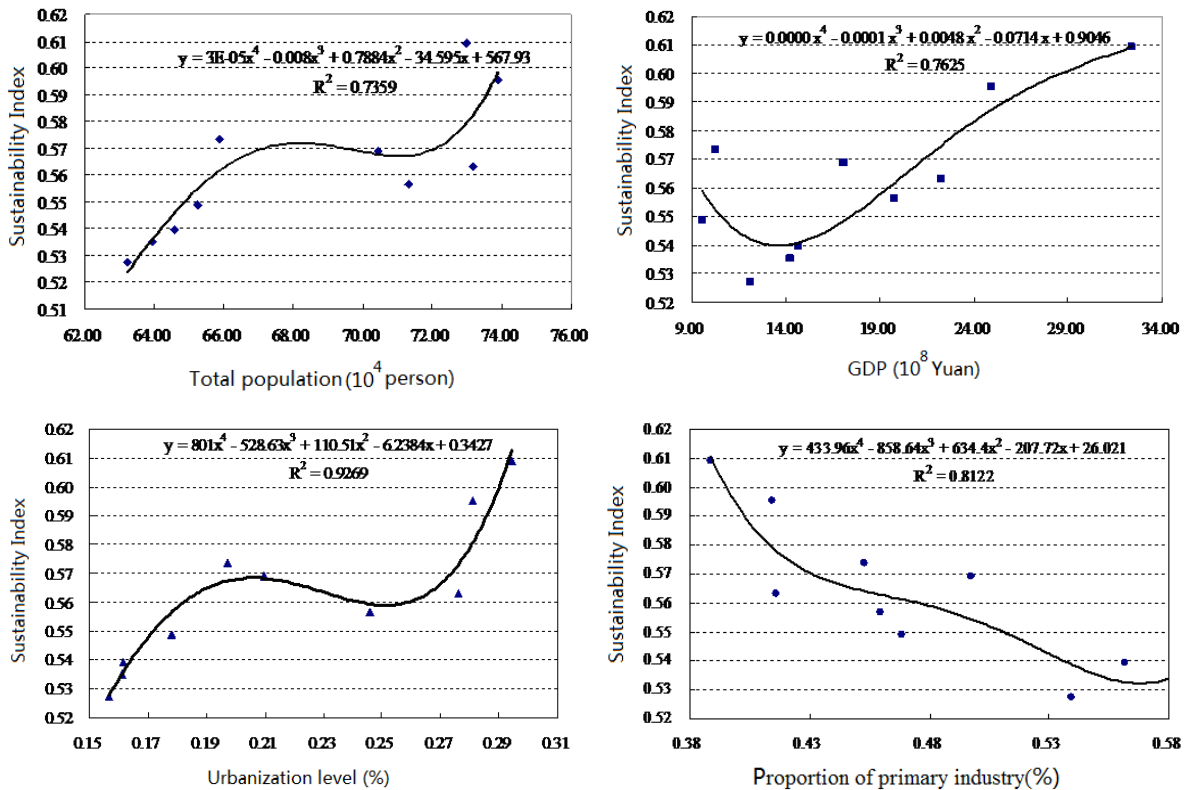 0.62
0.61
0.60
0.59
0.58
0.57
0.56
0.55
0.54
0.53
0.52
0.51
Sustainability Index
y = 3E-05x⁴ - 0.008x³ + 0.7884x² - 34.595x + 567.93
R² = 0.7359
62.00 64.00 66.00 68.00 70.00 72.00 74.00 76.00
Total population (10⁴ person)
0.62
0.61
0.60
0.59
0.58
0.57
0.56
0.55
0.54
0.53
0.52
Sustainability Index
y = 0.0000x⁴ - 0.0001x³ + 0.0048x² - 0.0714x + 0.9046
R² = 0.7625
9.00 14.00 19.00 24.00 29.00 34.00
GDP (10⁸ Yuan)
0.62
0.61
0.60
0.59
0.58
0.57
0.56
0.55
0.54
0.53
0.52
Sustainability Index
y = 801x⁴ - 528.63x³ + 110.51x² - 6.2384x + 0.3427
R² = 0.9269
0.15 0.17 0.19 0.21 0.23 0.25 0.27 0.29 0.31
Urbanization level (%)
0.62
0.61
0.60
0.59
0.58
0.57
0.56
0.55
0.54
0.53
0.52
Sustainability Index
y = 433.96x⁴ - 858.64x³ + 634.4x² - 207.72x + 26.021
R² = 0.8122
0.38 0.43 0.48 0.53 0.58
Proportion of primary industry(%)